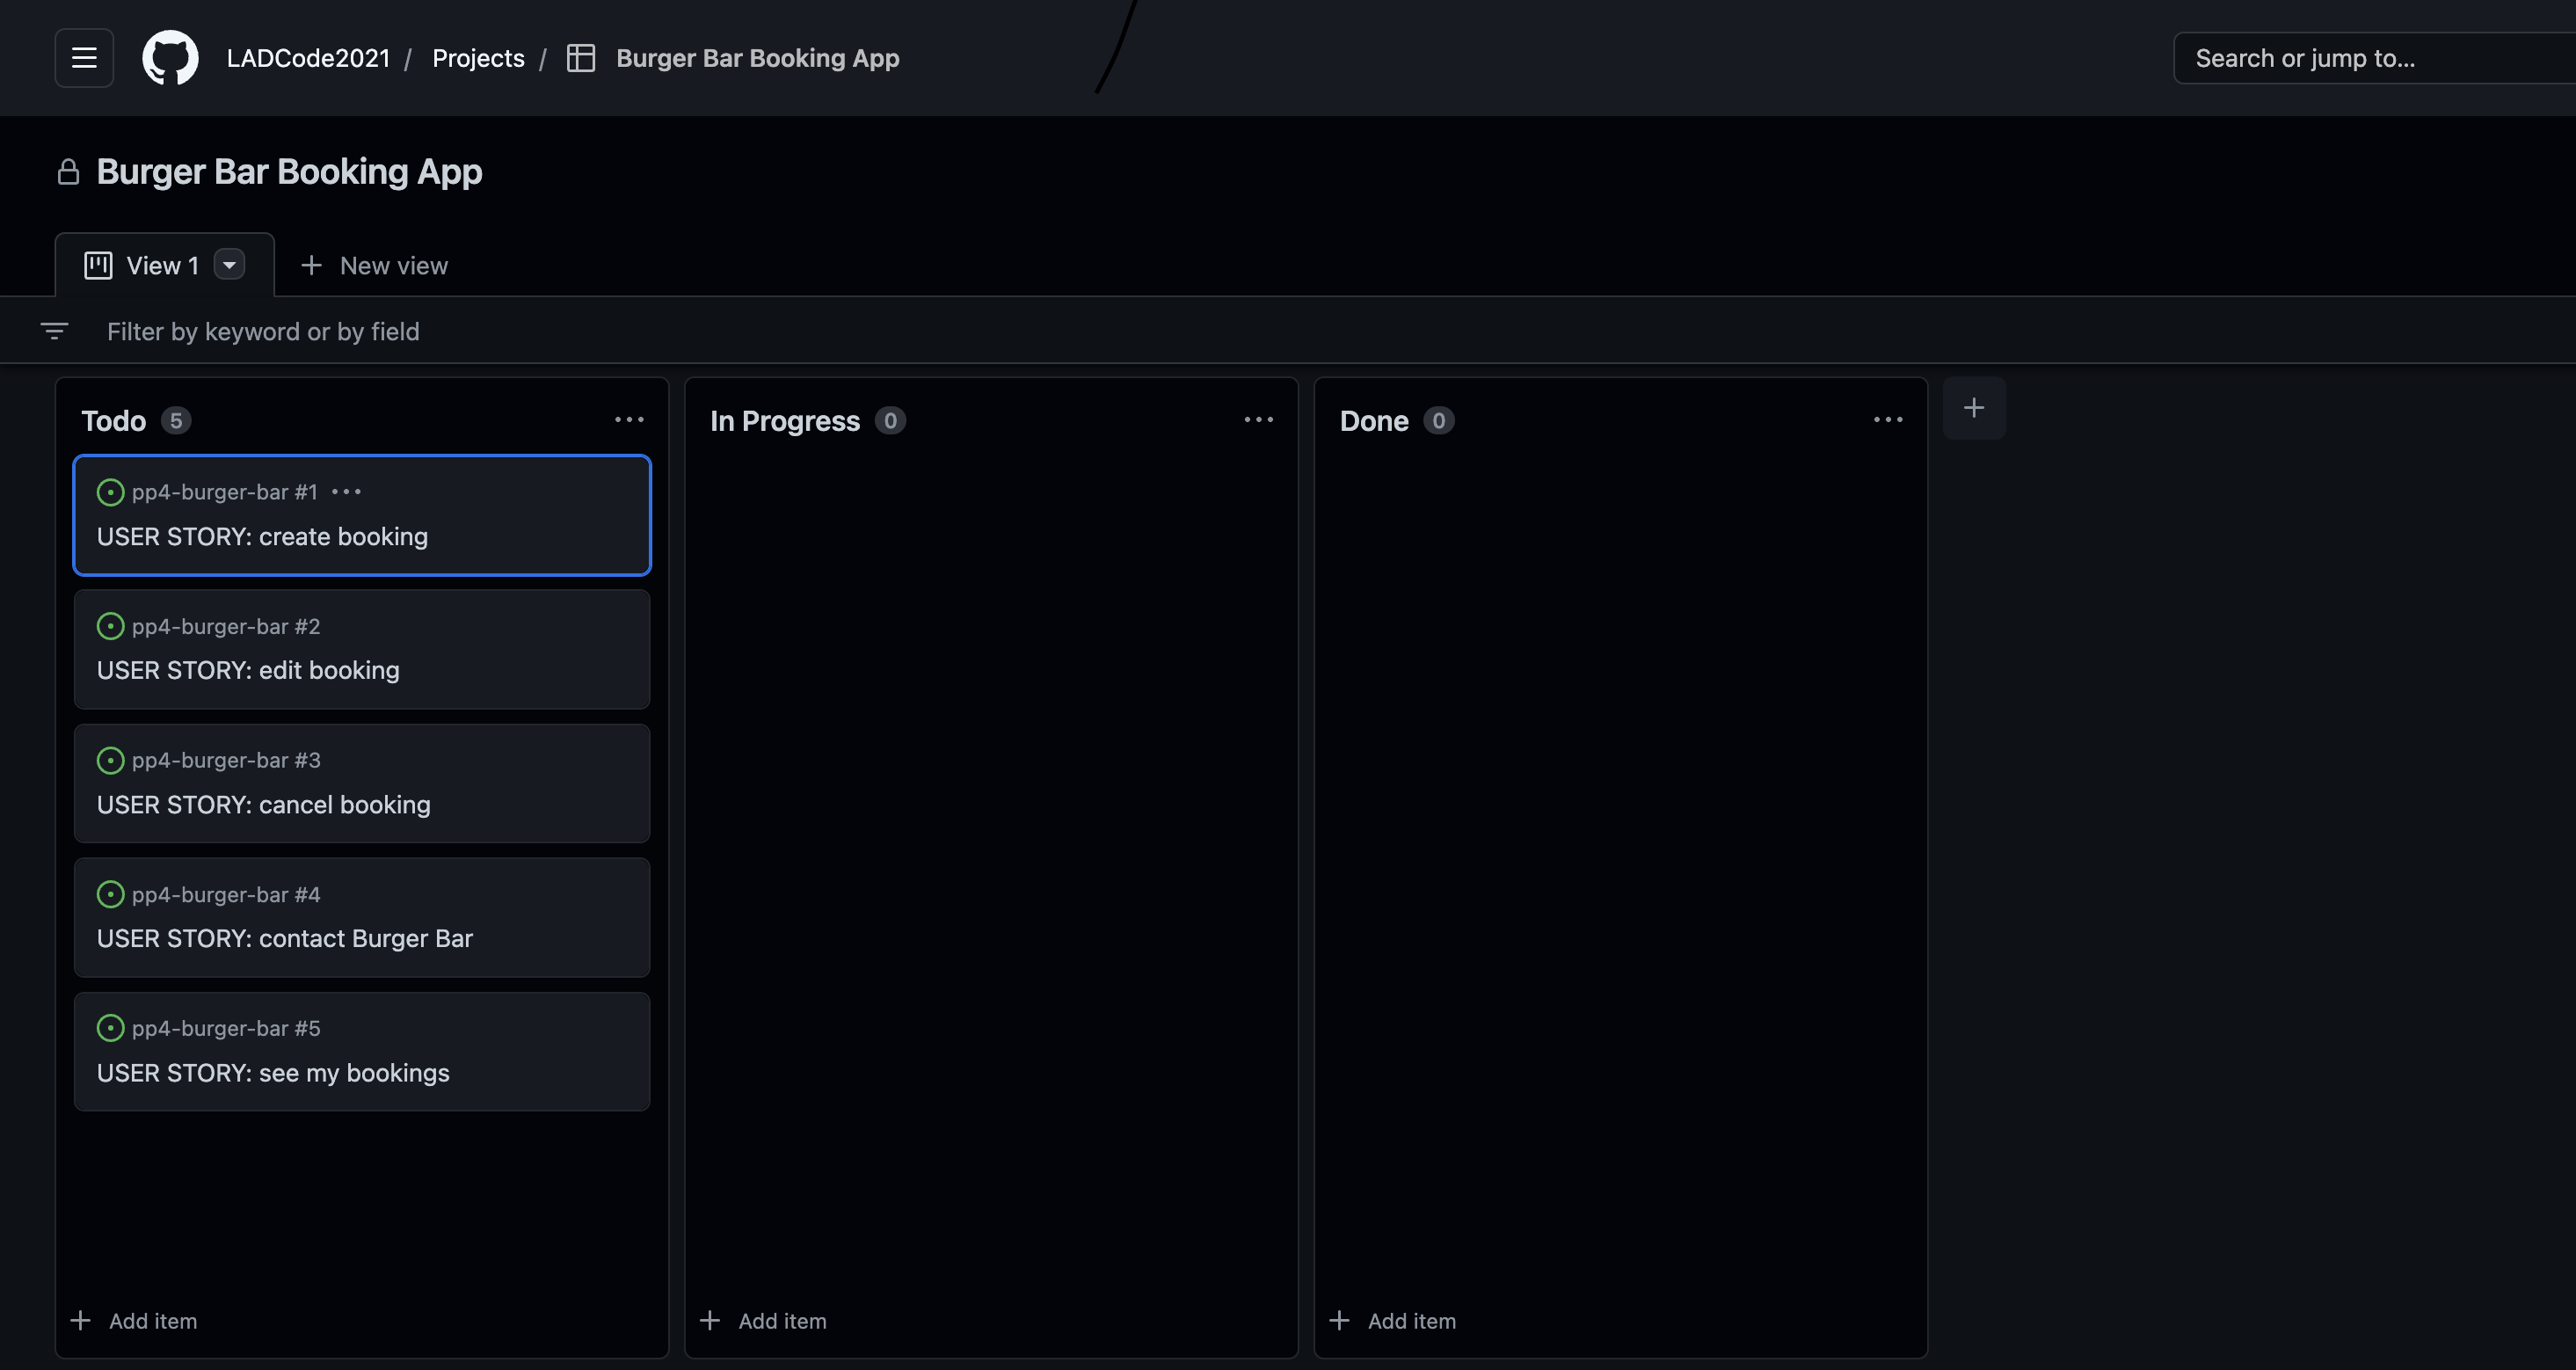 LADCode2021 / Projects / Burger Bar Booking App
Search or jump to...
Burger Bar Booking App
View 1
New view
Filter by keyword or by field
Todo 5
pp4-burger-bar #1
USER STORY: create booking
pp4-burger-bar #2
USER STORY: edit booking
pp4-burger-bar #3
USER STORY: cancel booking
pp4-burger-bar #4
USER STORY: contact Burger Bar
pp4-burger-bar #5
USER STORY: see my bookings
Add item
In Progress 0
Add item
Done 0
Add item